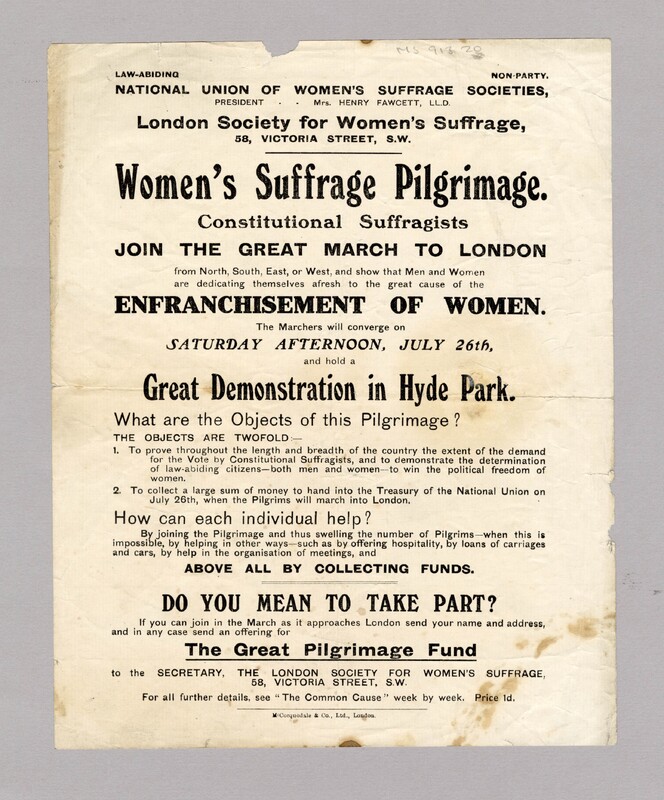 MS 913 20
LAW-ABIDING NON-PARTY.
NATIONAL UNION OF WOMEN'S SUFFRAGE SOCIETIES,
PRESIDENT - - Mrs. HENRY FAWCETT, LL.D.
London Society for Women's Suffrage,
58, VICTORIA STREET, S.W.
Women's Suffrage Pilgrimage.
Constitutional Suffragists
JOIN THE GREAT MARCH TO LONDON
from North, South, East, or West, and show that Men and Women
are dedicating themselves afresh to the great cause of the
ENFRANCHISEMENT OF WOMEN.
The Marchers will converge on
SATURDAY AFTERNOON, JULY 26th,
and hold a
Great Demonstration in Hyde Park.
What are the Objects of this Pilgrimage?
THE OBJECTS ARE TWOFOLD:—
1. To prove throughout the length and breadth of the country the extent of the demand
for the Vote by Constitutional Suffragists, and to demonstrate the determination
of law-abiding citizens—both men and women—to win the political freedom of
women.
2. To collect a large sum of money to hand into the Treasury of the National Union on
July 26th, when the Pilgrims will march into London.
How can each individual help?
By joining the Pilgrimage and thus swelling the number of Pilgrims—when this is
impossible, by helping in other ways—such as by offering hospitality, by loans of carriages
and cars, by help in the organisation of meetings, and
ABOVE ALL BY COLLECTING FUNDS.
DO YOU MEAN TO TAKE PART?
If you can join in the March as it approaches London send your name and address,
and in any case send an offering for
The Great Pilgrimage Fund
to the SECRETARY, THE LONDON SOCIETY FOR WOMEN'S SUFFRAGE,
58, VICTORIA STREET, S.W.
For all further details, see "The Common Cause" week by week. Price 1d.
McCorquodale & Co., Ltd., London.